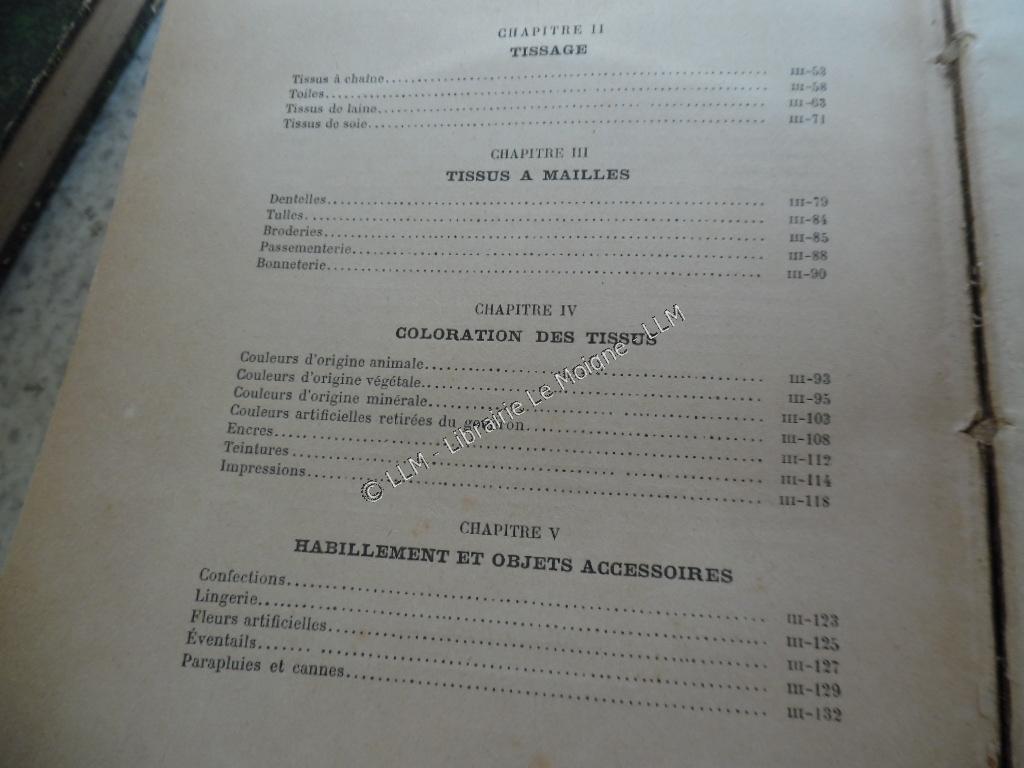 CHAPITRE II
TISSAGE
Tissus à chaîne III-53
Toiles III-58
Tissus de laine III-63
Tissus de soie III-71
CHAPITRE III
TISSUS A MAILLES
Dentelles III-79
Tulles III-84
Broderies III-85
Passementerie III-88
Bonneterie III-90
CHAPITRE IV
COLORATION DES TISSUS
Couleurs d'origine animale III-93
Couleurs d'origine végétale III-95
Couleurs d'origine minérale III-103
Couleurs artificielles retirées du goudron III-108
Encres III-112
Teintures III-114
Impressions III-118
CHAPITRE V
HABILLEMENT ET OBJETS ACCESSOIRES
Confections III-123
Lingerie III-125
Fleurs artificielles III-127
Éventails III-129
Parapluies et cannes III-132
© LLM - Librairie Le Moigne - LLM